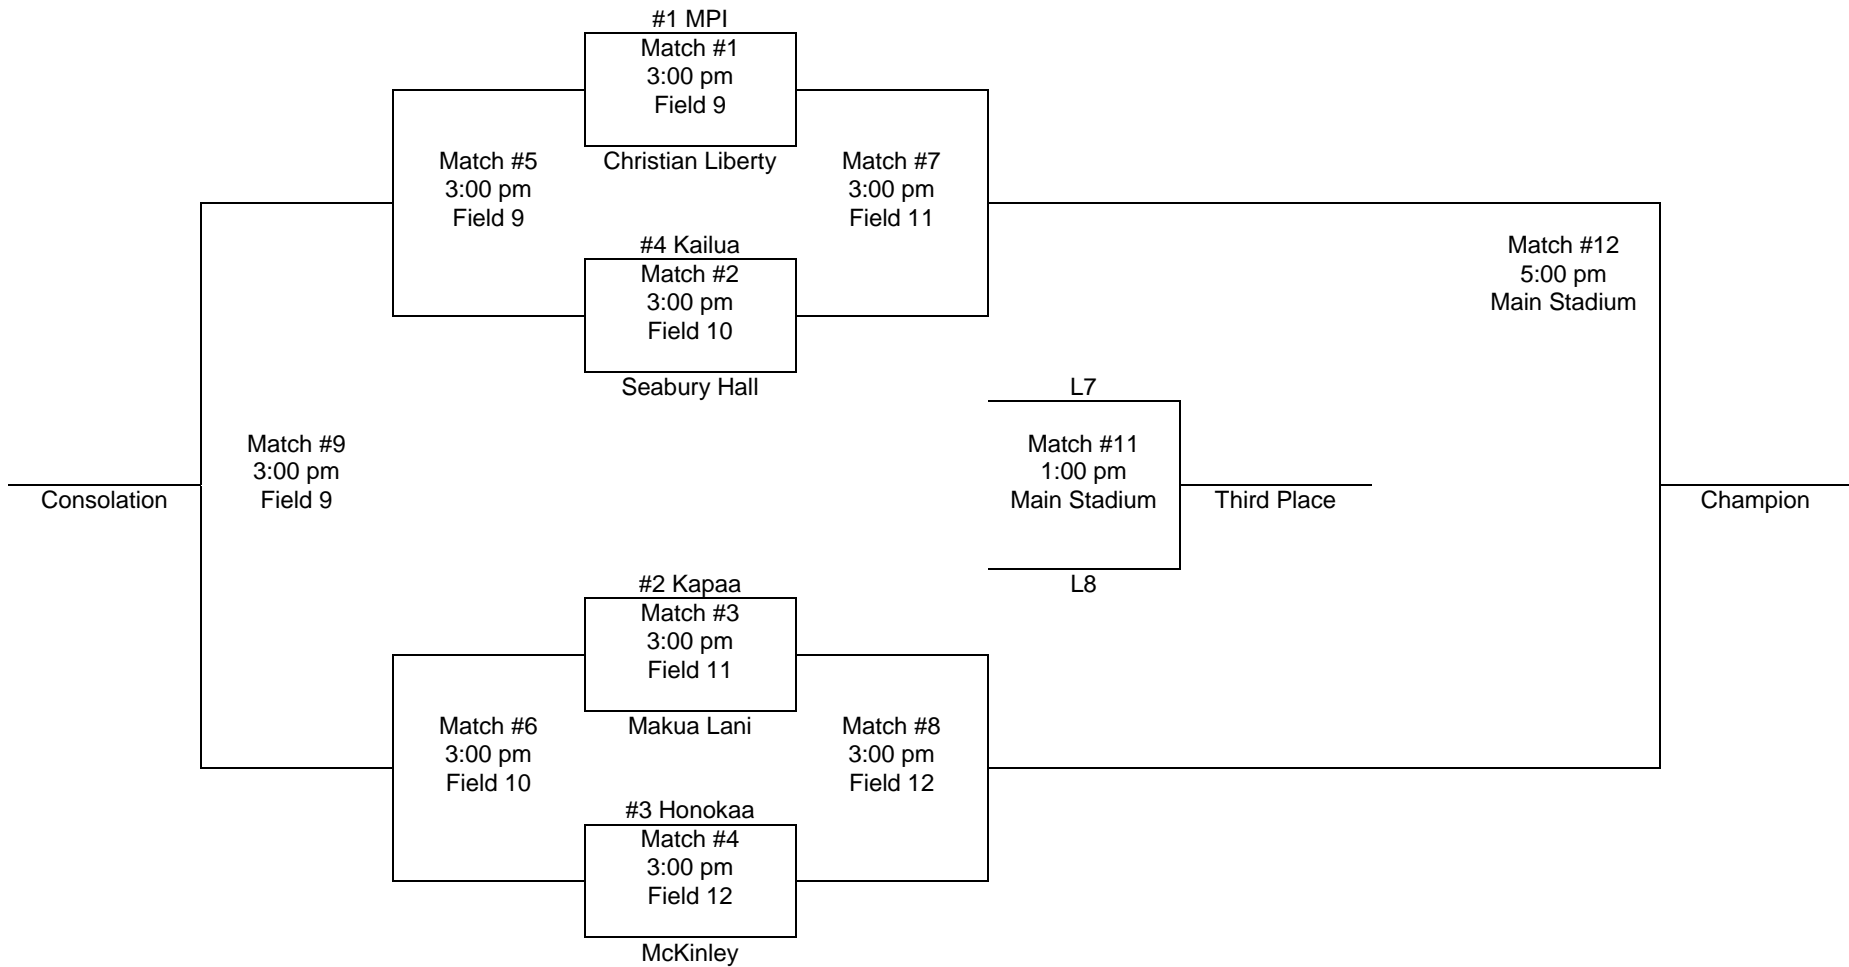 #1 MPI
Match #1
3:00 pm
Field 9
Christian Liberty
Match #5
3:00 pm
Field 9
Match #7
3:00 pm
Field 11
#4 Kailua
Match #2
3:00 pm
Field 10
Seabury Hall
Match #12
5:00 pm
Main Stadium
L7
Match #9
3:00 pm
Field 9
Consolation
Match #11
1:00 pm
Main Stadium
Third Place
Champion
L8
#2 Kapaa
Match #3
3:00 pm
Field 11
Makua Lani
Match #6
3:00 pm
Field 10
Match #8
3:00 pm
Field 12
#3 Honokaa
Match #4
3:00 pm
Field 12
McKinley